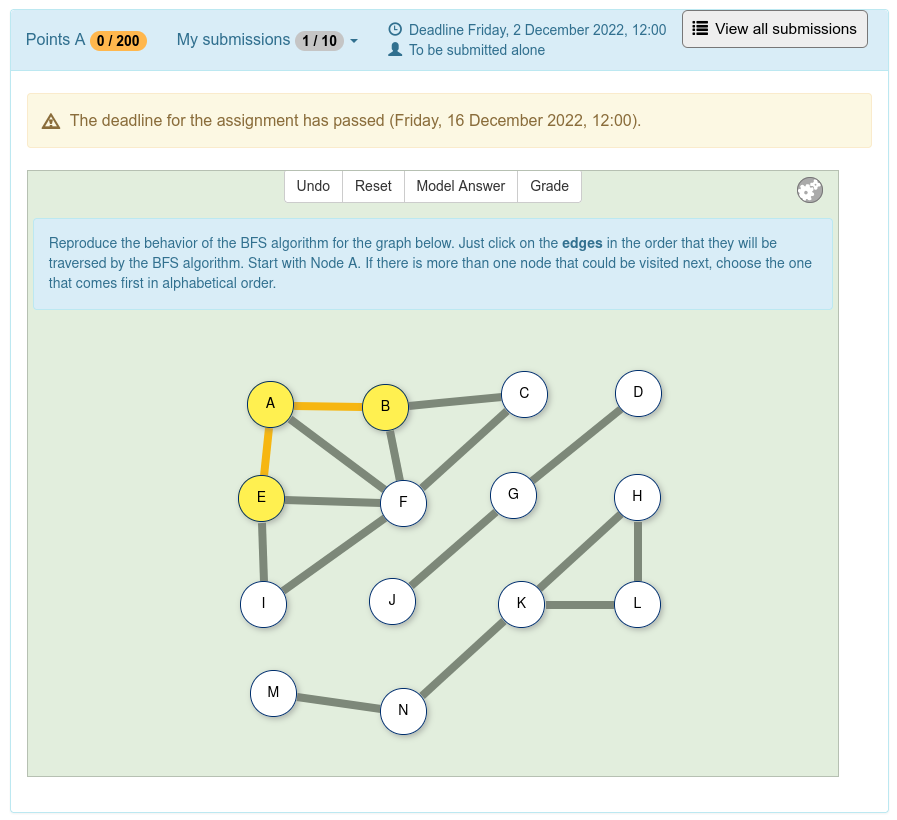 Points A 0 / 200 My submissions 1 / 10 Deadline Friday, 2 December 2022, 12:00 View all submissions
To be submitted alone
The deadline for the assignment has passed (Friday, 16 December 2022, 12:00).
Undo Reset Model Answer Grade
Reproduce the behavior of the BFS algorithm for the graph below. Just click on the edges in the order that they will be
traversed by the BFS algorithm. Start with Node A. If there is more than one node that could be visited next, choose the one
that comes first in alphabetical order.
A B C D
E F G H
I J K L
M N